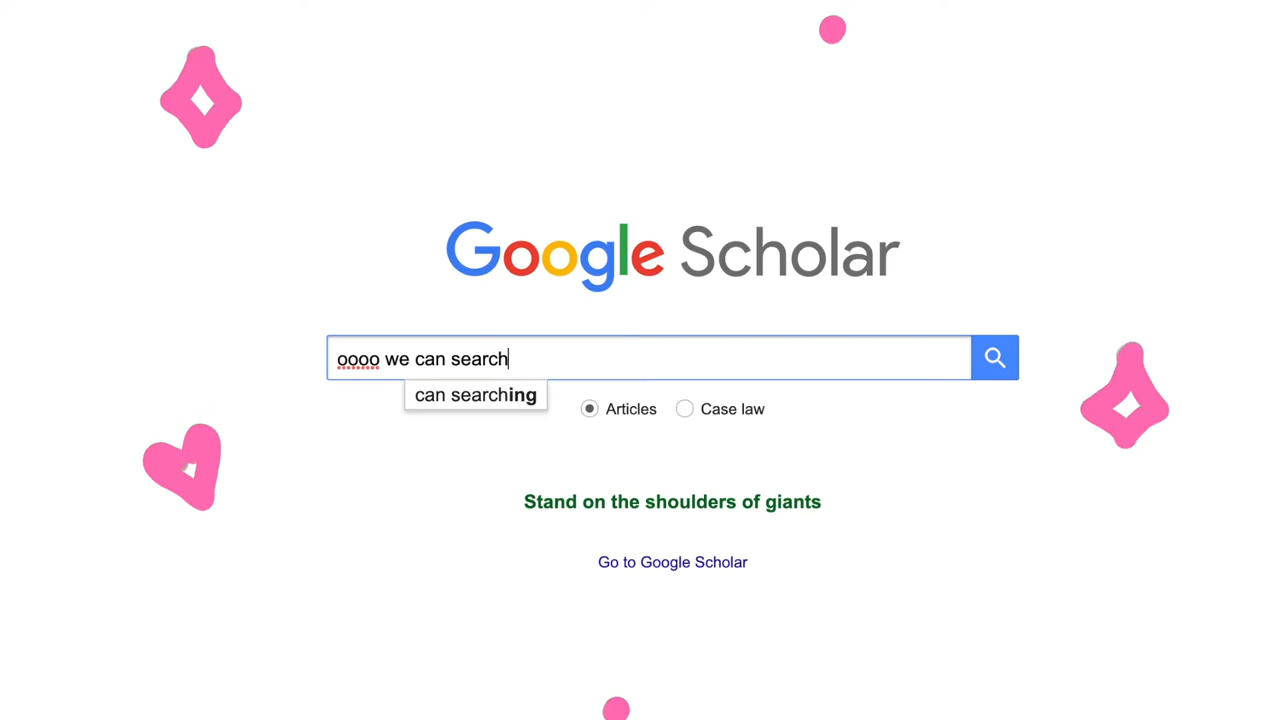 Google Scholar
oooo we can search
can searching
Articles Case law
Stand on the shoulders of giants
Go to Google Scholar